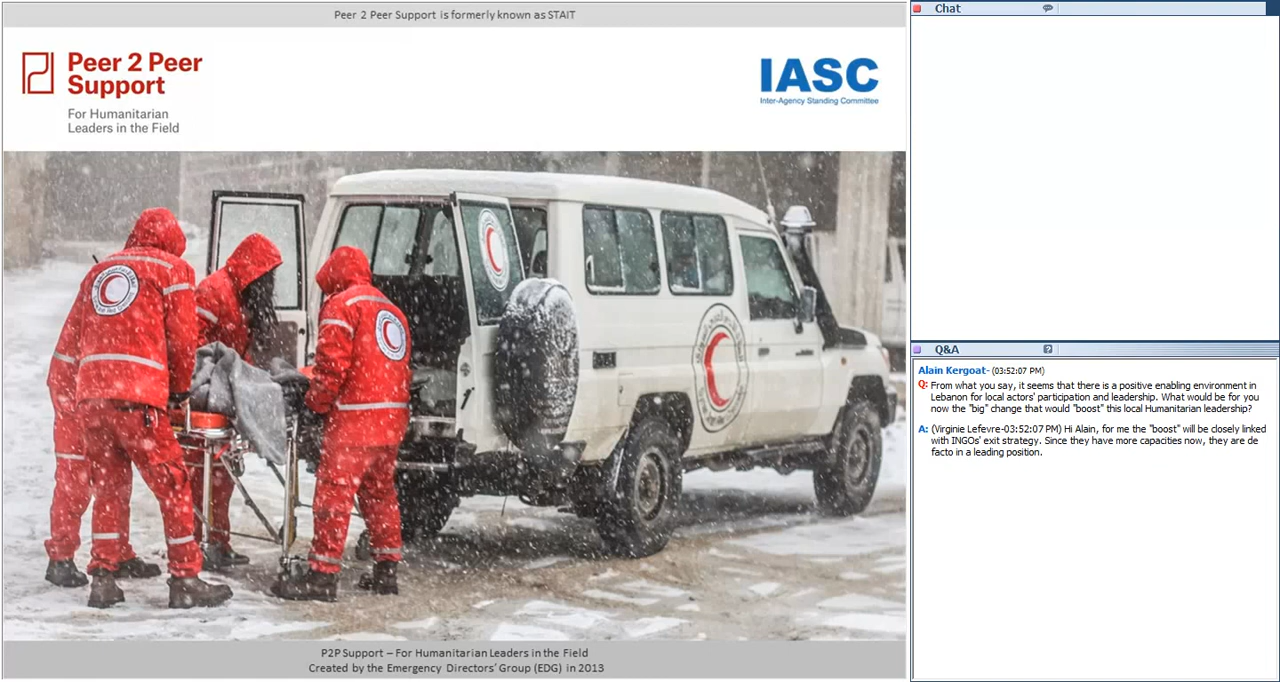 Peer 2 Peer Support is formerly known as STAIT
Peer 2 Peer
Support
For Humanitarian
Leaders in the Field
IASC
Inter-Agency Standing Committee
P2P Support – For Humanitarian Leaders in the Field
Created by the Emergency Directors' Group (EDG) in 2013
Chat
Q&A
Alain Kergoat- (03:52:07 PM)
Q: From what you say, it seems that there is a positive enabling environment in
Lebanon for local actors' participation and leadership. What would be for you
now the "big" change that would "boost" this local Humanitarian leadership?
A: (Virginie Lefevre-03:52:07 PM) Hi Alain, for me the "boost" will be closely linked
with INGOs' exit strategy. Since they have more capacities now, they are de
facto in a leading position.